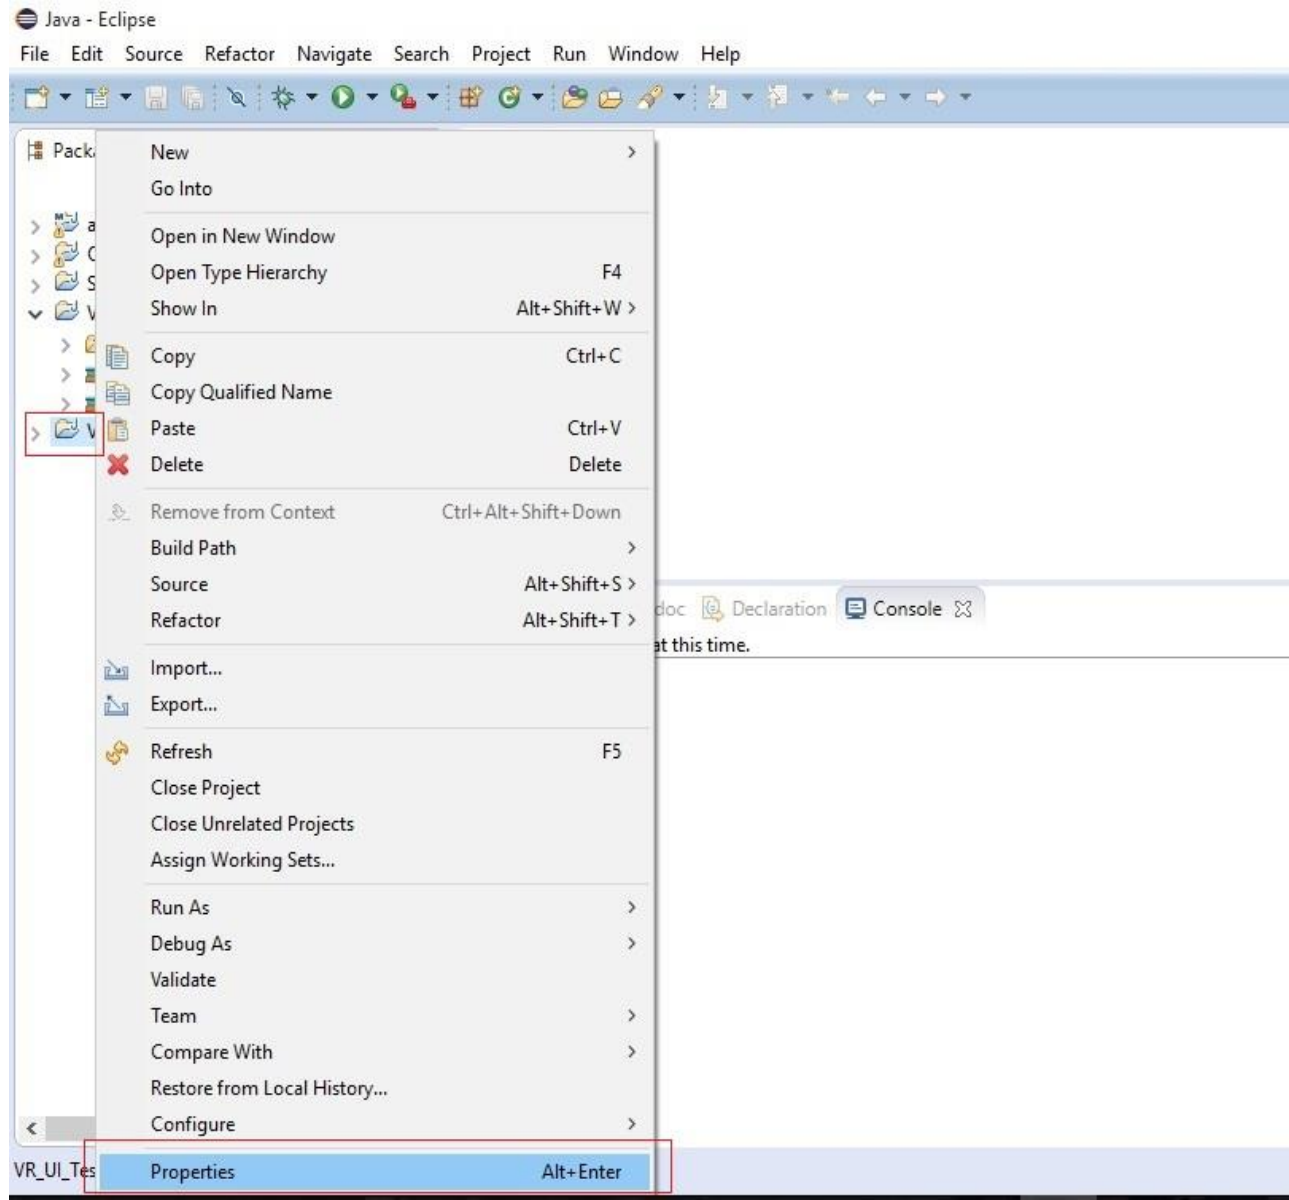 Java - Eclipse
File Edit Source Refactor Navigate Search Project Run Window Help
Pack
New
Go Into
a
Open in New Window
Open Type Hierarchy F4
S
Show In Alt+Shift+W
V
Copy Ctrl+C
Copy Qualified Name
V
Paste Ctrl+V
Delete Delete
Remove from Context Ctrl+Alt+Shift+Down
Build Path
Source Alt+Shift+S
Refactor Alt+Shift+T
doc Declaration Console
at this time.
Import...
Export...
Refresh F5
Close Project
Close Unrelated Projects
Assign Working Sets...
Run As
Debug As
Validate
Team
Compare With
Restore from Local History...
Configure
VR_UI_Tes
Properties Alt+Enter